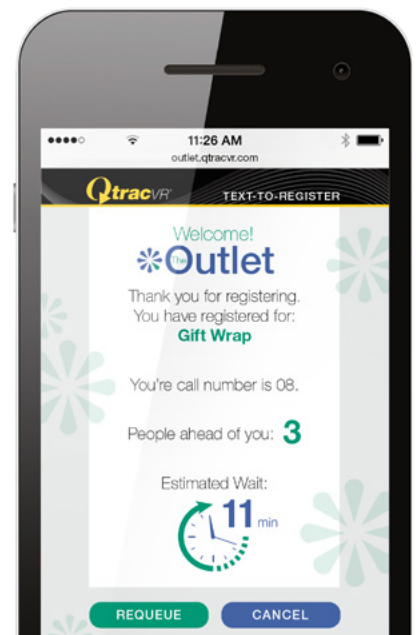 11:26 AM
outlet.qtracvr.com
QtracVR TEXT-TO-REGISTER
Welcome!
The Outlet
Thank you for registering.
You have registered for:
Gift Wrap
You're call number is 08.
People ahead of you: 3
Estimated Wait:
11 min
REQUEUE CANCEL